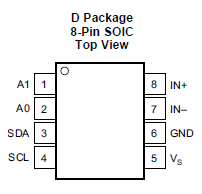 D Package
8-Pin SOIC
Top View
A1 1 8 IN+
A0 2 7 IN–
SDA 3 6 GND
SCL 4 5 VS